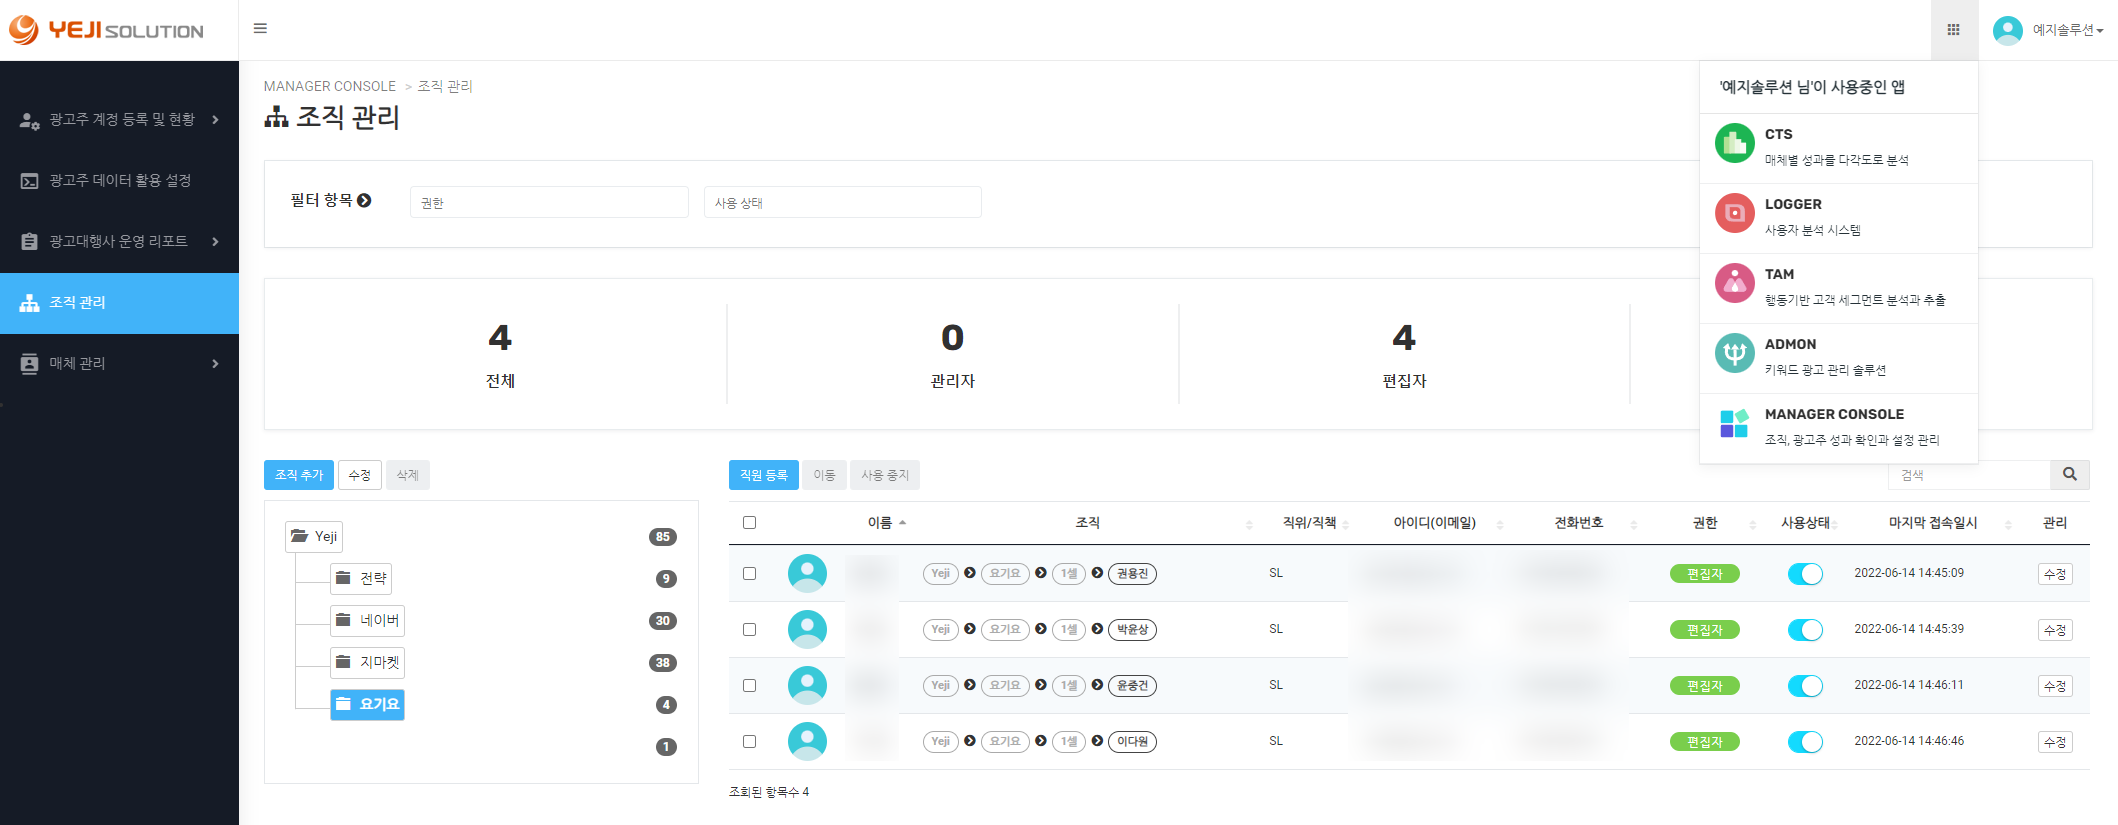 YEJI SOLUTION
예지솔루션
광고주 계정 등록 및 현황
광고주 데이터 활용 설정
광고대행사 운영 리포트
조직 관리
매체 관리
MANAGER CONSOLE > 조직 관리
조직 관리
'예지솔루션 님'이 사용중인 앱
CTS
매체별 성과를 다각도로 분석
LOGGER
사용자 분석 시스템
TAM
행동기반 고객 세그먼트 분석과 추출
ADMON
키워드 광고 관리 솔루션
MANAGER CONSOLE
조직, 광고주 성과 확인과 설정 관리
필터 항목 권한 사용 상태
4 0 4
전체 관리자 편집자
조직 추가 수정 삭제
Yeji 85
전략 9
네이버 30
지마켓 38
요기요 4
1
직원 등록 이동 사용 중지 검색
이름 조직 직위/직책 아이디(이메일) 전화번호 권한 사용상태 마지막 접속일시 관리
Yeji 요기요 1셀 권용진 SL 편집자 2022-06-14 14:45:09 수정
Yeji 요기요 1셀 박윤상 SL 편집자 2022-06-14 14:45:39 수정
Yeji 요기요 1셀 윤중건 SL 편집자 2022-06-14 14:46:11 수정
Yeji 요기요 1셀 이다원 SL 편집자 2022-06-14 14:46:46 수정
조회된 항목수 4